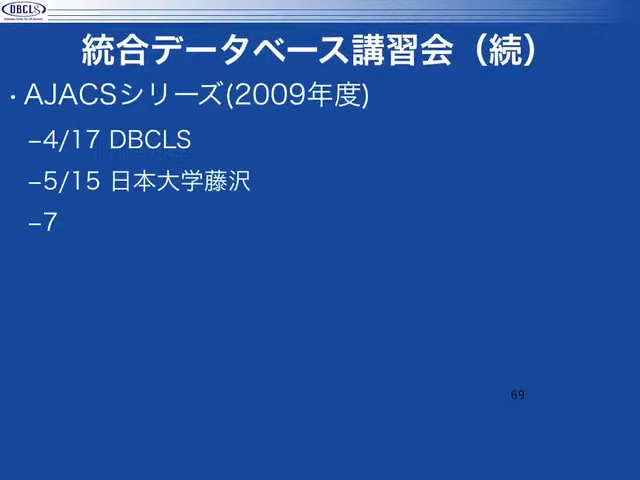 DBCLS
統合データベース講習会（続）
・AJACSシリーズ(2009年度)
–4/17 DBCLS
–5/15 日本大学藤沢
–7
69